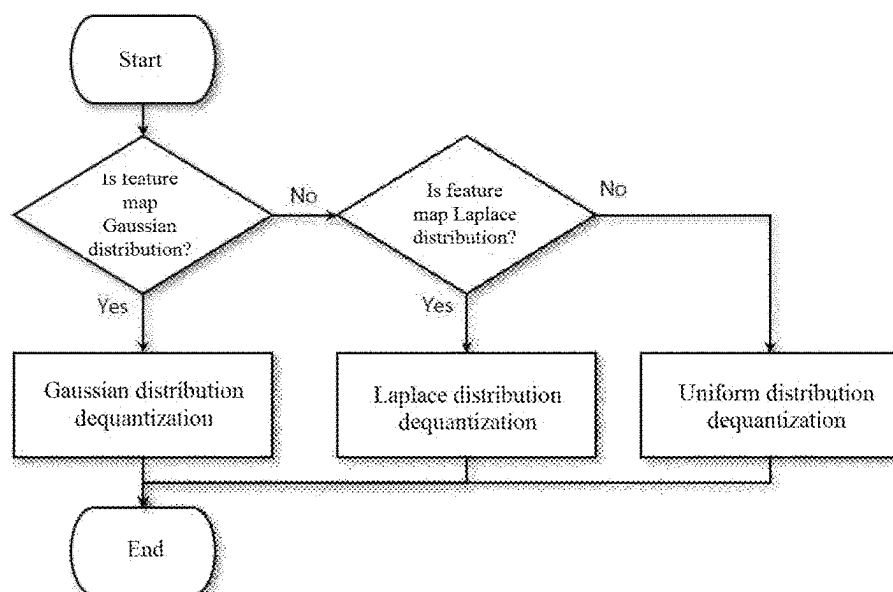 Start
Is feature
map
Gaussian
distribution?
No
Is feature
map Laplace
distribution?
No
Yes
Yes
Gaussian distribution
dequantization
Laplace distribution
dequantization
Uniform distribution
dequantization
End